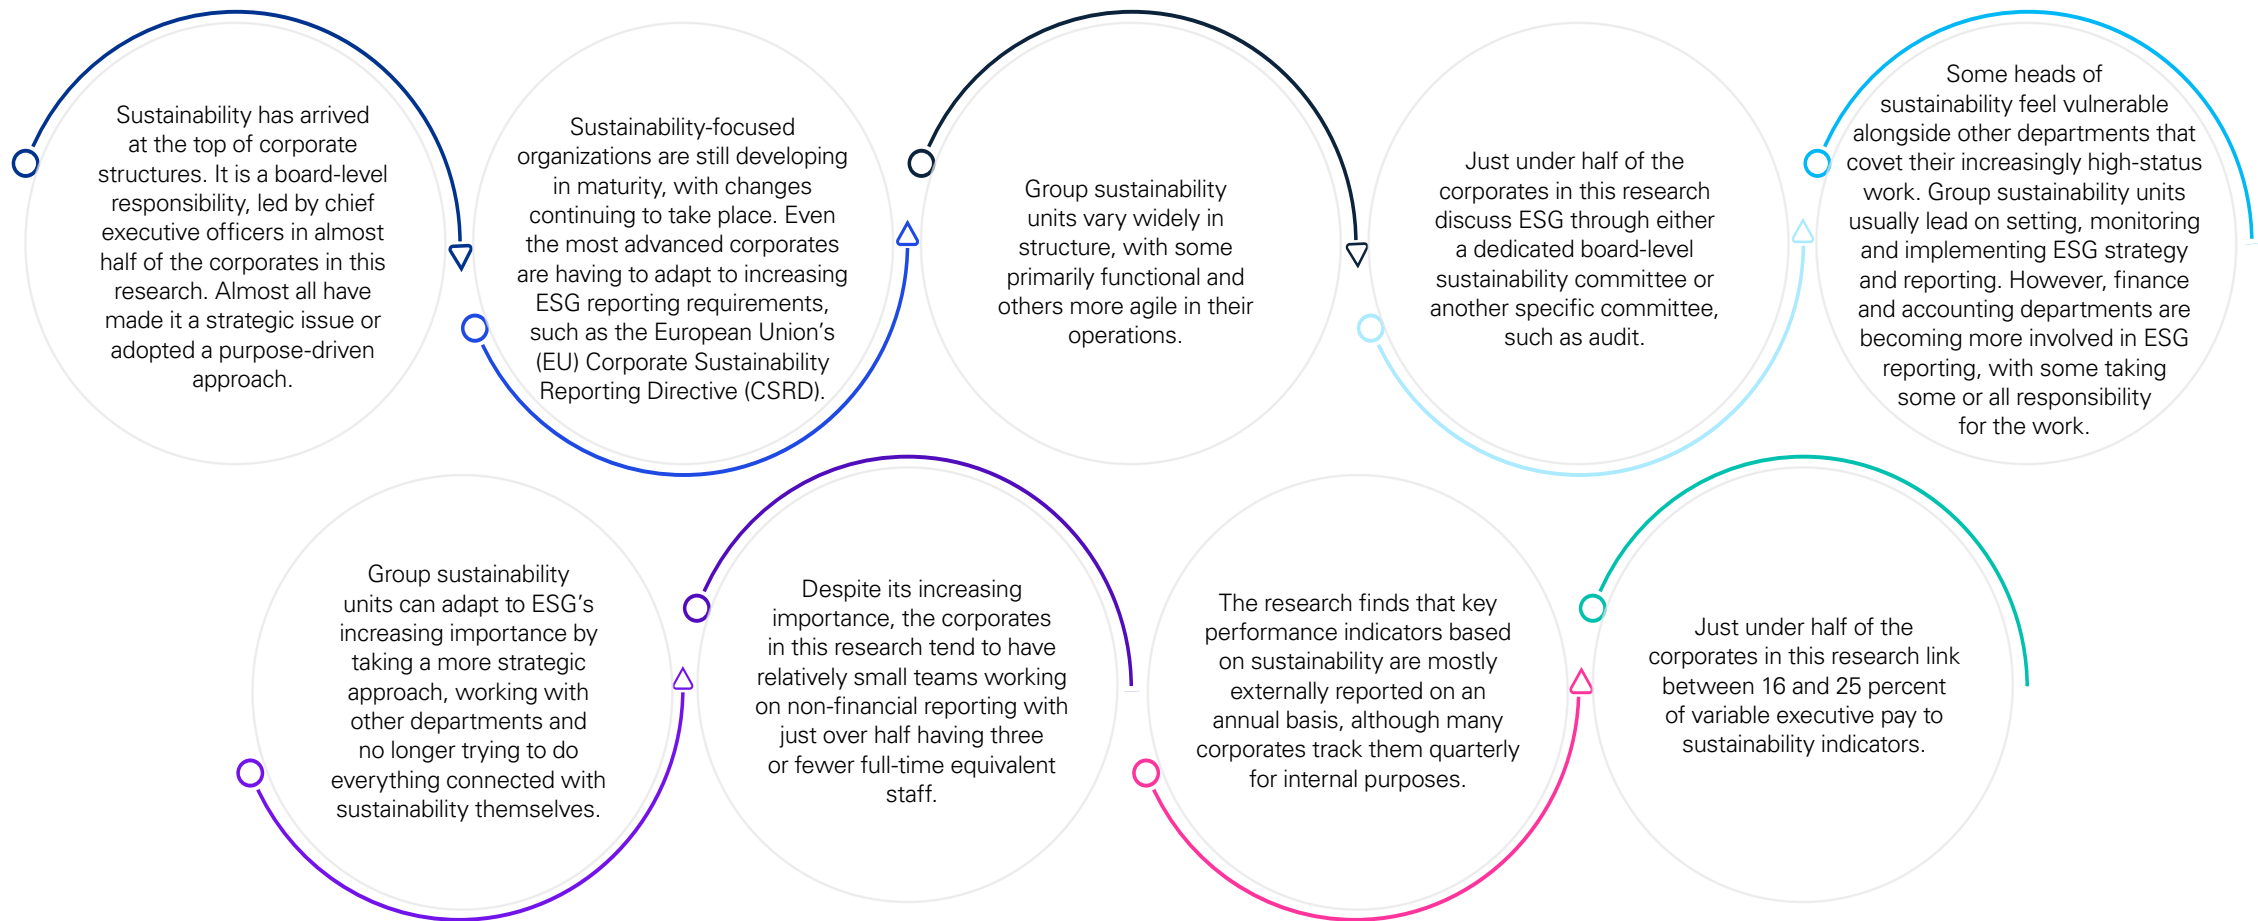 Sustainability has arrived
at the top of corporate
structures. It is a board-level
responsibility, led by chief
executive officers in almost
half of the corporates in this
research. Almost all have
made it a strategic issue or
adopted a purpose-driven
approach.
Sustainability-focused
organizations are still developing
in maturity, with changes
continuing to take place. Even
the most advanced corporates
are having to adapt to increasing
ESG reporting requirements,
such as the European Union’s
(EU) Corporate Sustainability
Reporting Directive (CSRD).
Group sustainability
units vary widely in
structure, with some
primarily functional and
others more agile in their
operations.
Just under half of the
corporates in this research
discuss ESG through either
a dedicated board-level
sustainability committee or
another specific committee,
such as audit.
Some heads of
sustainability feel vulnerable
alongside other departments that
covet their increasingly high-status
work. Group sustainability units
usually lead on setting, monitoring
and implementing ESG strategy
and reporting. However, finance
and accounting departments are
becoming more involved in ESG
reporting, with some taking
some or all responsibility
for the work.
Group sustainability
units can adapt to ESG’s
increasing importance by
taking a more strategic
approach, working with
other departments and
no longer trying to do
everything connected with
sustainability themselves.
Despite its increasing
importance, the corporates
in this research tend to have
relatively small teams working
on non-financial reporting with
just over half having three
or fewer full-time equivalent
staff.
The research finds that key
performance indicators based
on sustainability are mostly
externally reported on an
annual basis, although many
corporates track them quarterly
for internal purposes.
Just under half of the
corporates in this research link
between 16 and 25 percent
of variable executive pay to
sustainability indicators.